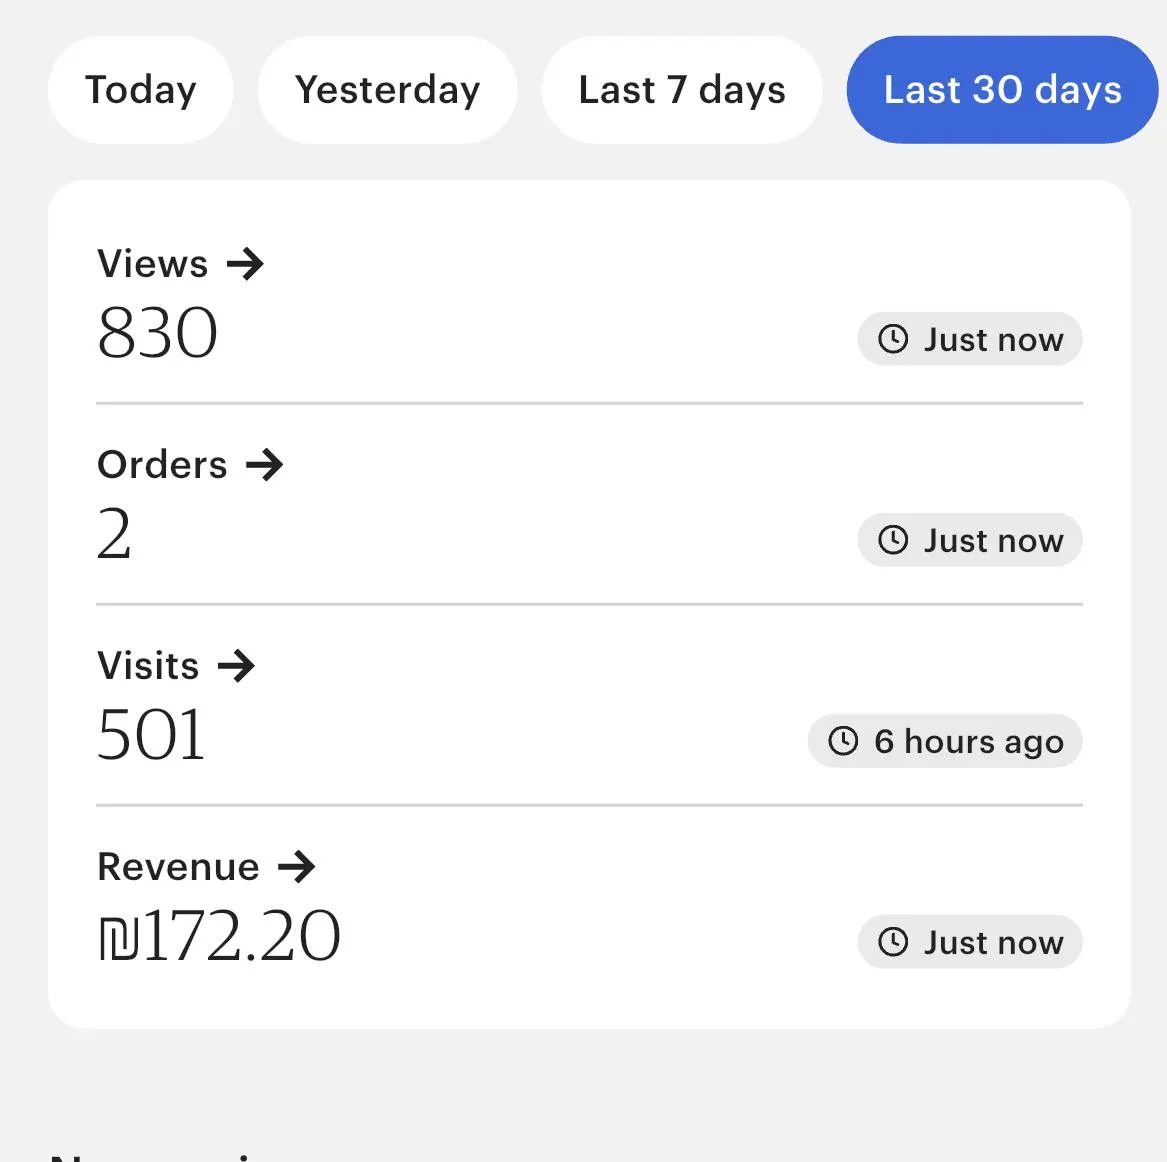 Today Yesterday Last 7 days Last 30 days
Views →
830
Just now
Orders →
2
Just now
Visits →
501
6 hours ago
Revenue →
₪172.20
Just now